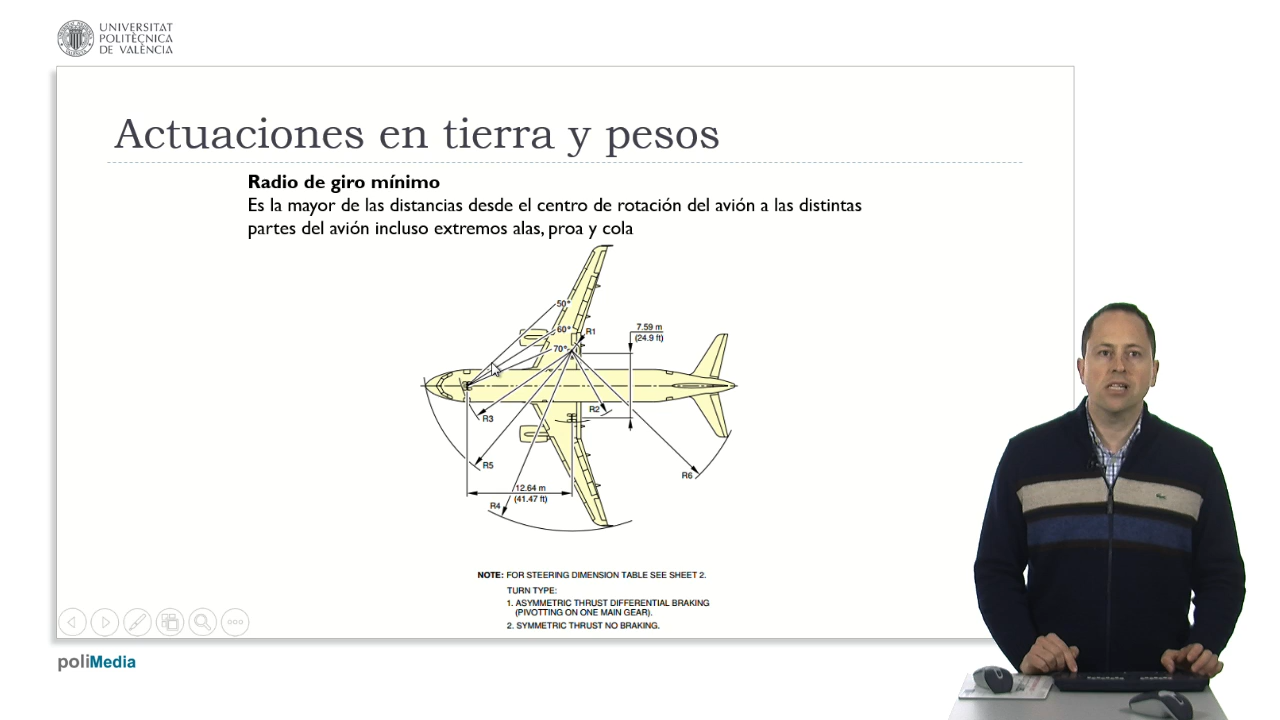 UNIVERSITAT
POLITÈCNICA
DE VALÈNCIA
Actuaciones en tierra y pesos
Radio de giro mínimo
Es la mayor de las distancias desde el centro de rotación del avión a las distintas
partes del avión incluso extremos alas, proa y cola
50°
60°
R1
70°
7.59 m
(24.9 ft)
R3
R2
R5
R6
12.64 m
(41.47 ft)
R4
NOTE: FOR STEERING DIMENSION TABLE SEE SHEET 2.
TURN TYPE:
1. ASYMMETRIC THRUST DIFFERENTIAL BRAKING
(PIVOTTING ON ONE MAIN GEAR).
2. SYMMETRIC THRUST NO BRAKING.
poliMedia